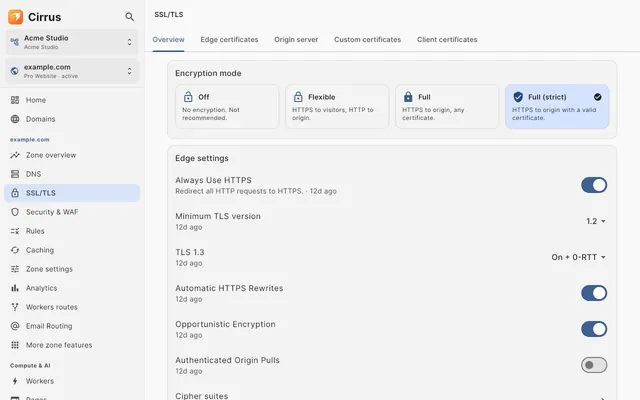 Cirrus
Acme Studio
Acme Studio
example.com
Pro Website · active
Home
Domains
example.com
Zone overview
DNS
SSL/TLS
Security & WAF
Rules
Caching
Zone settings
Analytics
Workers routes
Email Routing
More zone features
Compute & AI
Workers
Pages
SSL/TLS
Overview
Edge certificates
Origin server
Custom certificates
Client certificates
Encryption mode
Off
No encryption. Not
recommended.
Flexible
HTTPS to visitors, HTTP to
origin.
Full
HTTPS to origin, any
certificate.
Full (strict)
HTTPS to origin with a valid
certificate.
Edge settings
Always Use HTTPS
Redirect all HTTP requests to HTTPS. · 12d ago
Minimum TLS version
12d ago
1.2
TLS 1.3
12d ago
On + 0-RTT
Automatic HTTPS Rewrites
12d ago
Opportunistic Encryption
12d ago
Authenticated Origin Pulls
12d ago
Cipher suites